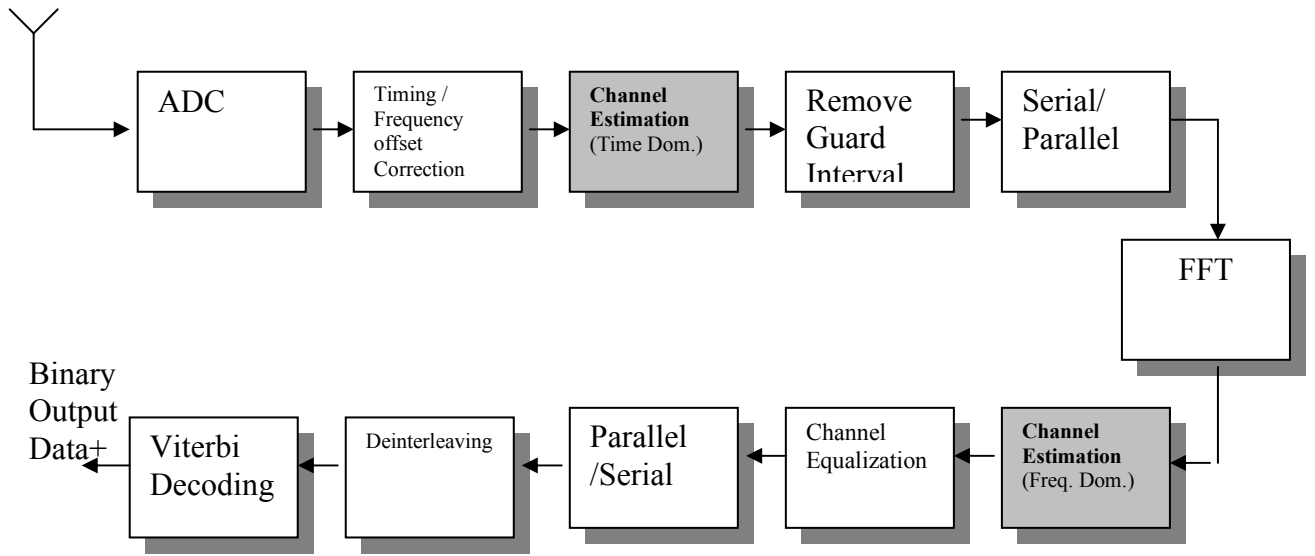 ADC
Timing /
Frequency
offset
Correction
Channel
Estimation
(Time Dom.)
Remove
Guard
Interval
Serial/
Parallel
FFT
Channel
Estimation
(Freq. Dom.)
Channel
Equalization
Parallel
/Serial
Deinterleaving
Viterbi
Decoding
Binary
Output
Data+